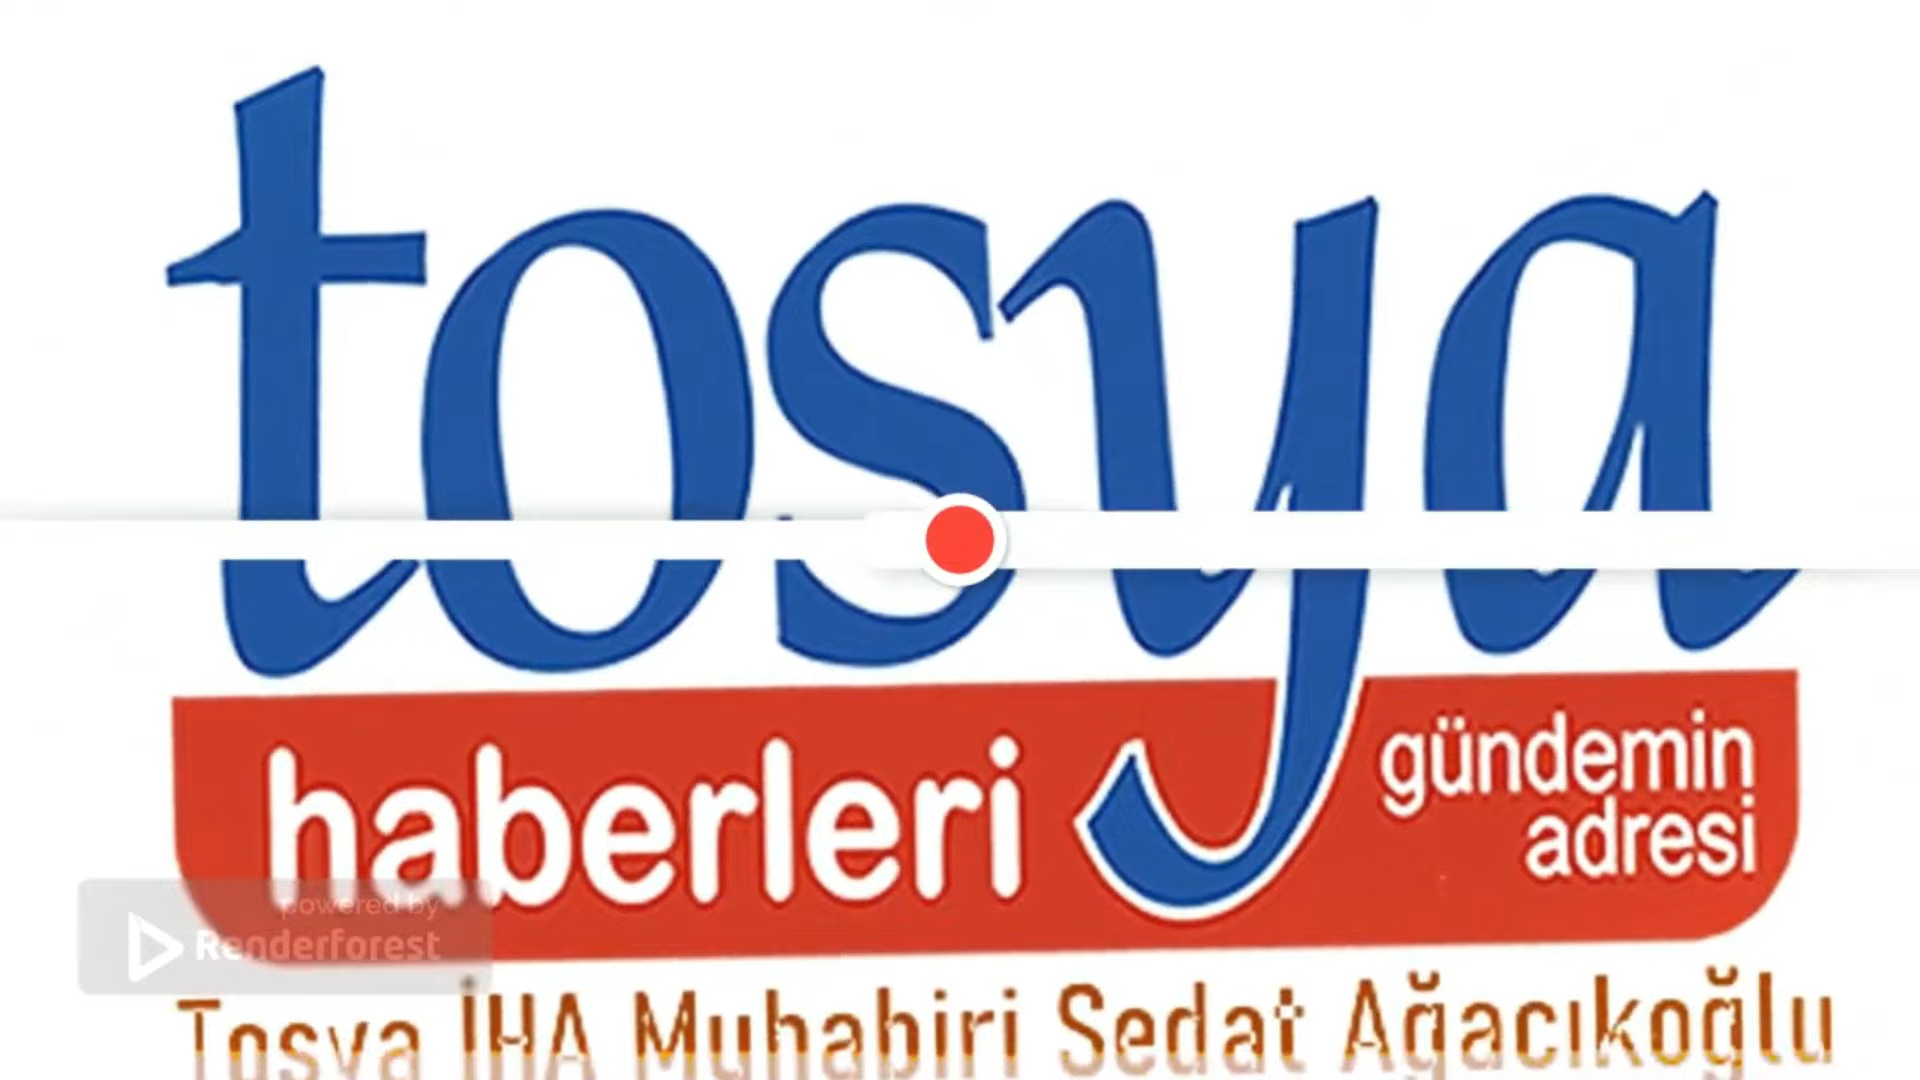 tosya
haberleri
gündemin
adresi
powered by
Renderforest
Tosya İHA Muhabiri Sedat Ağacıkoğlu